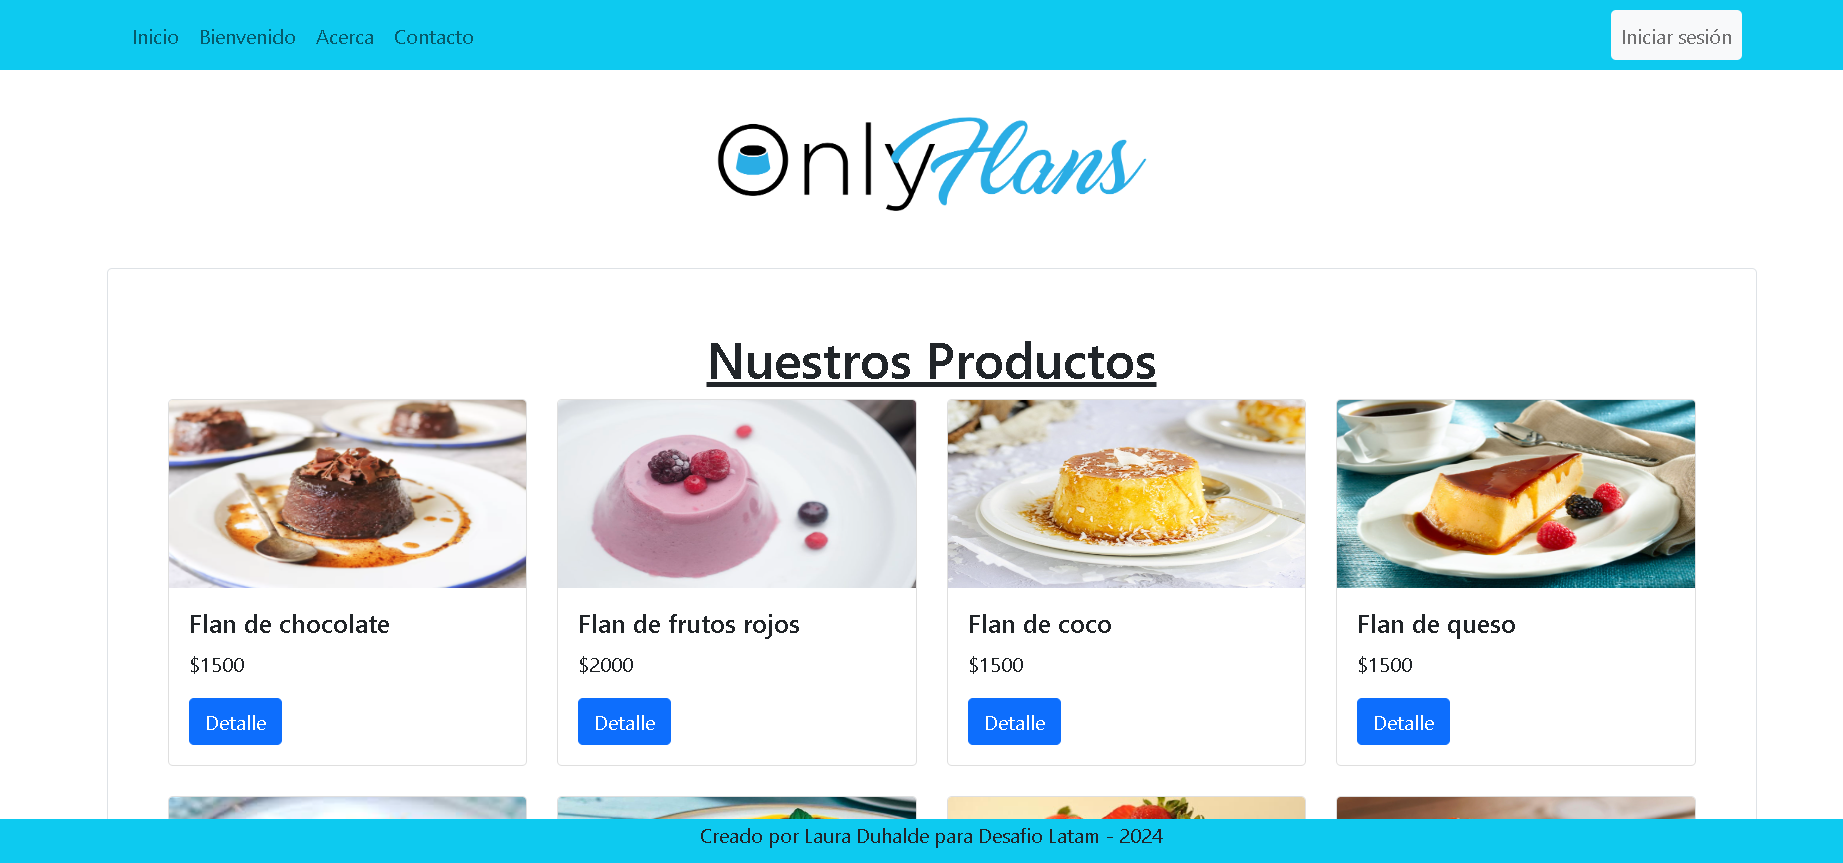 Inicio Bienvenido Acerca Contacto Iniciar sesión
OnlyFlans
Nuestros Productos
Flan de chocolate
$1500
Detalle
Flan de frutos rojos
$2000
Detalle
Flan de coco
$1500
Detalle
Flan de queso
$1500
Detalle
Creado por Laura Duhalde para Desafio Latam - 2024